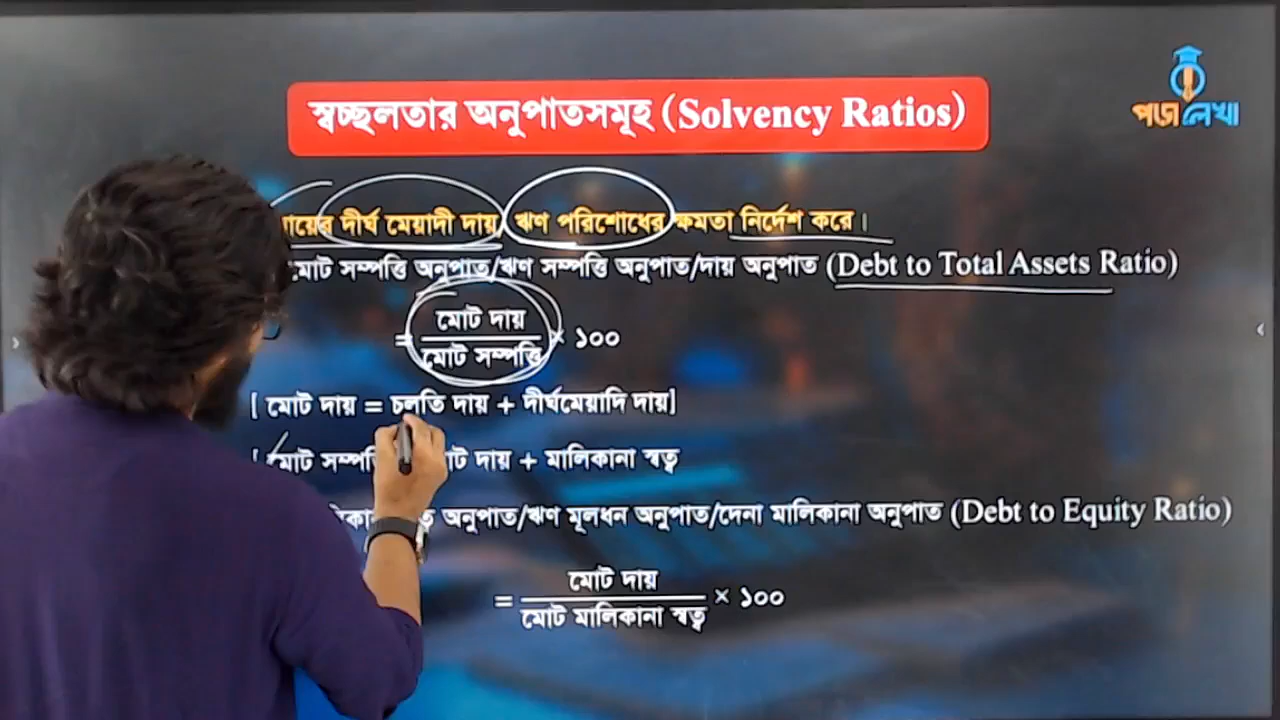 স্বচ্ছলতার অনুপাতসমূহ (Solvency Ratios)
পড়ালেখা
দীর্ঘ মেয়াদী দায়, ঋণ পরিশোধের ক্ষমতা নির্দেশ করে।
মোট সম্পত্তি অনুপাত/ঋণ সম্পত্তি অনুপাত/দায় অনুপাত (Debt to Total Assets Ratio)
= মোট দায়
মোট সম্পত্তি × ১০০
[ মোট দায় = চলতি দায় + দীর্ঘমেয়াদি দায়]
[ মোট দায় + মালিকানা স্বত্ব
অনুপাত/ঋণ মূলধন অনুপাত/দেনা মালিকানা অনুপাত (Debt to Equity Ratio)
= মোট দায়
মোট মালিকানা স্বত্ব × ১০০